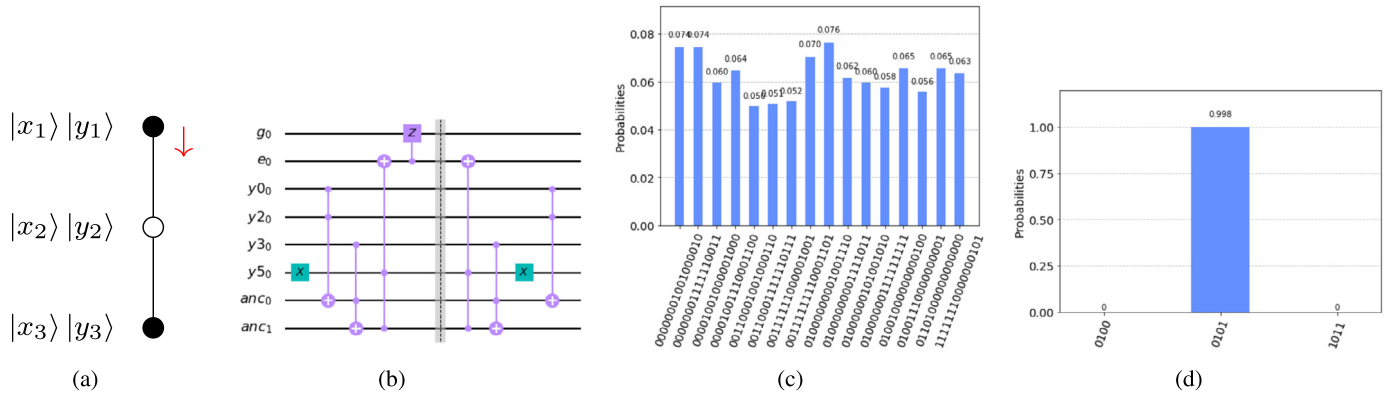 |x₁⟩ |y₁⟩
|x₂⟩ |y₂⟩
|x₃⟩ |y₃⟩
(a)
g₀
e₀
y0₀
y2₀
y3₀
y5₀
anc₀
anc₁
Z
X
X
(b)
Probabilities
0.08
0.06
0.04
0.02
0.00
0.074 0.074 0.060 0.064 0.050 0.051 0.052 0.070 0.076 0.062 0.060 0.058 0.065 0.056 0.065 0.063
(c)
Probabilities
1.00
0.75
0.50
0.25
0.00
0 0.998 0
0100 0101 1011
(d)